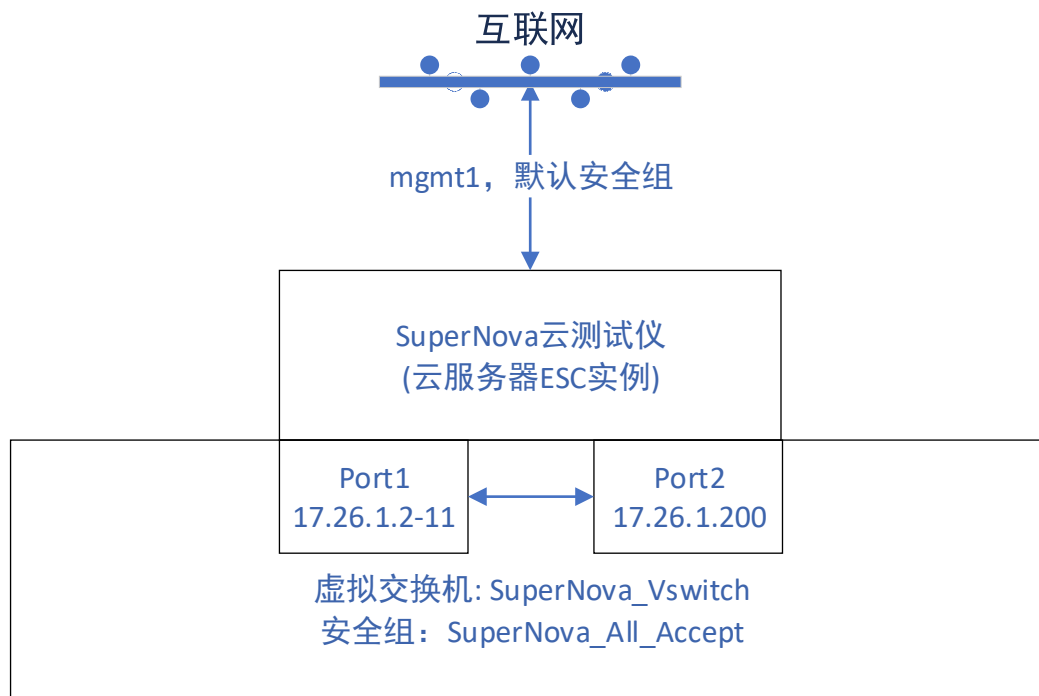 互联网
mgmt1，默认安全组
SuperNova云测试仪
(云服务器ESC实例)
Port1
17.26.1.2-11
Port2
17.26.1.200
虚拟交换机: SuperNova_Vswitch
安全组：SuperNova_All_Accept